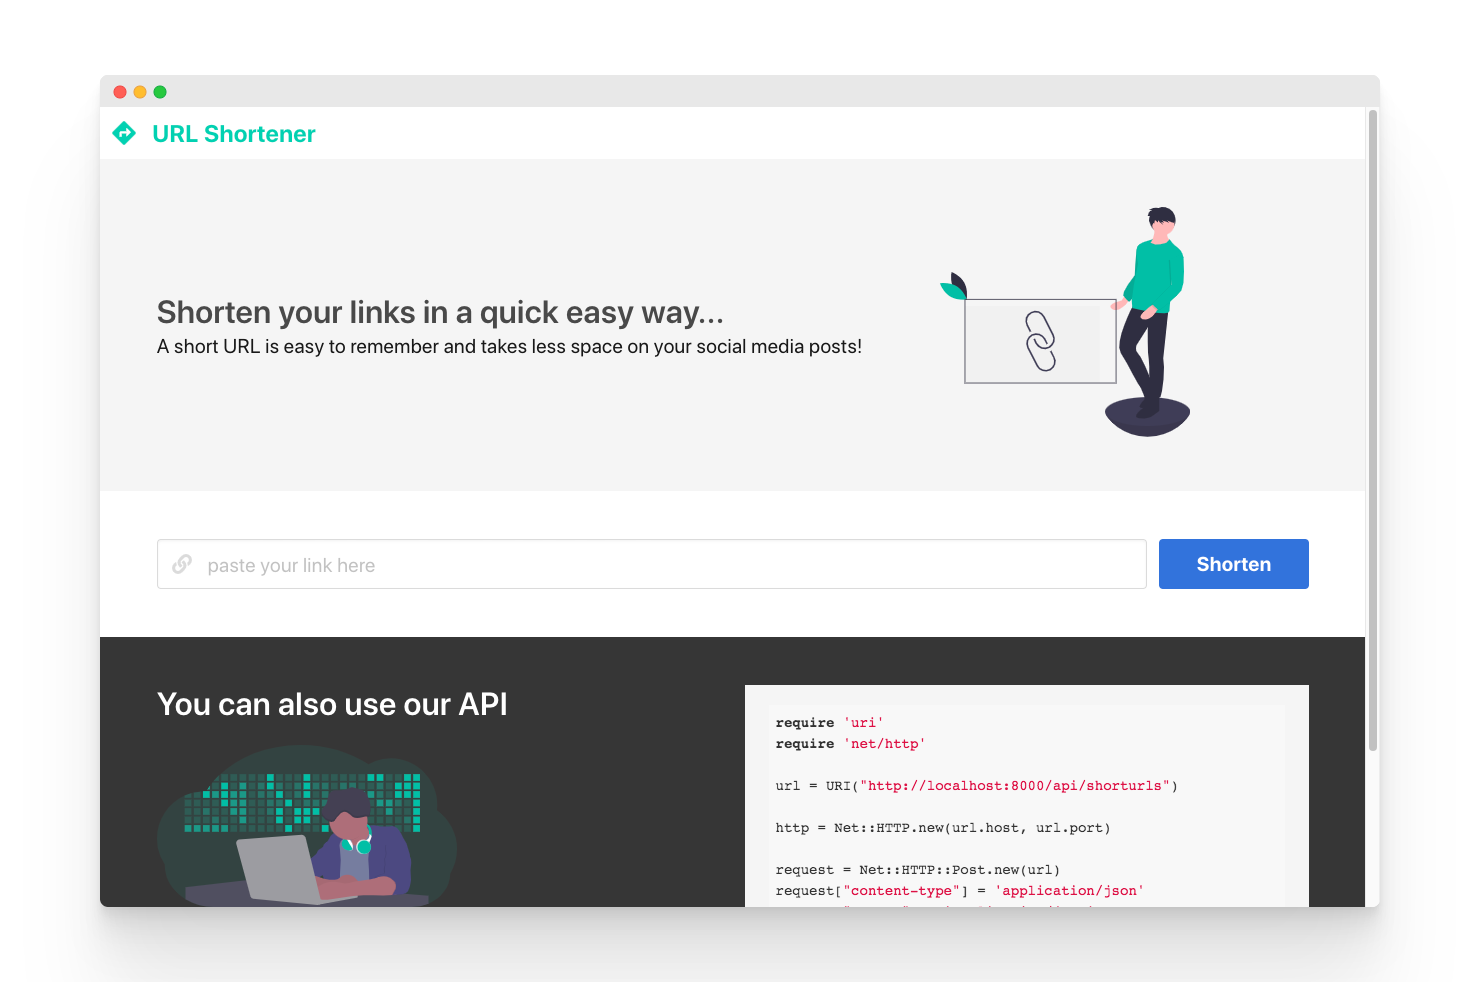 URL Shortener
Shorten your links in a quick easy way...
A short URL is easy to remember and takes less space on your social media posts!
paste your link here
Shorten
You can also use our API
require 'uri'
require 'net/http'
url = URI("http://localhost:8000/api/shorturls")
http = Net::HTTP.new(url.host, url.port)
request = Net::HTTP::Post.new(url)
request["content-type"] = 'application/json'